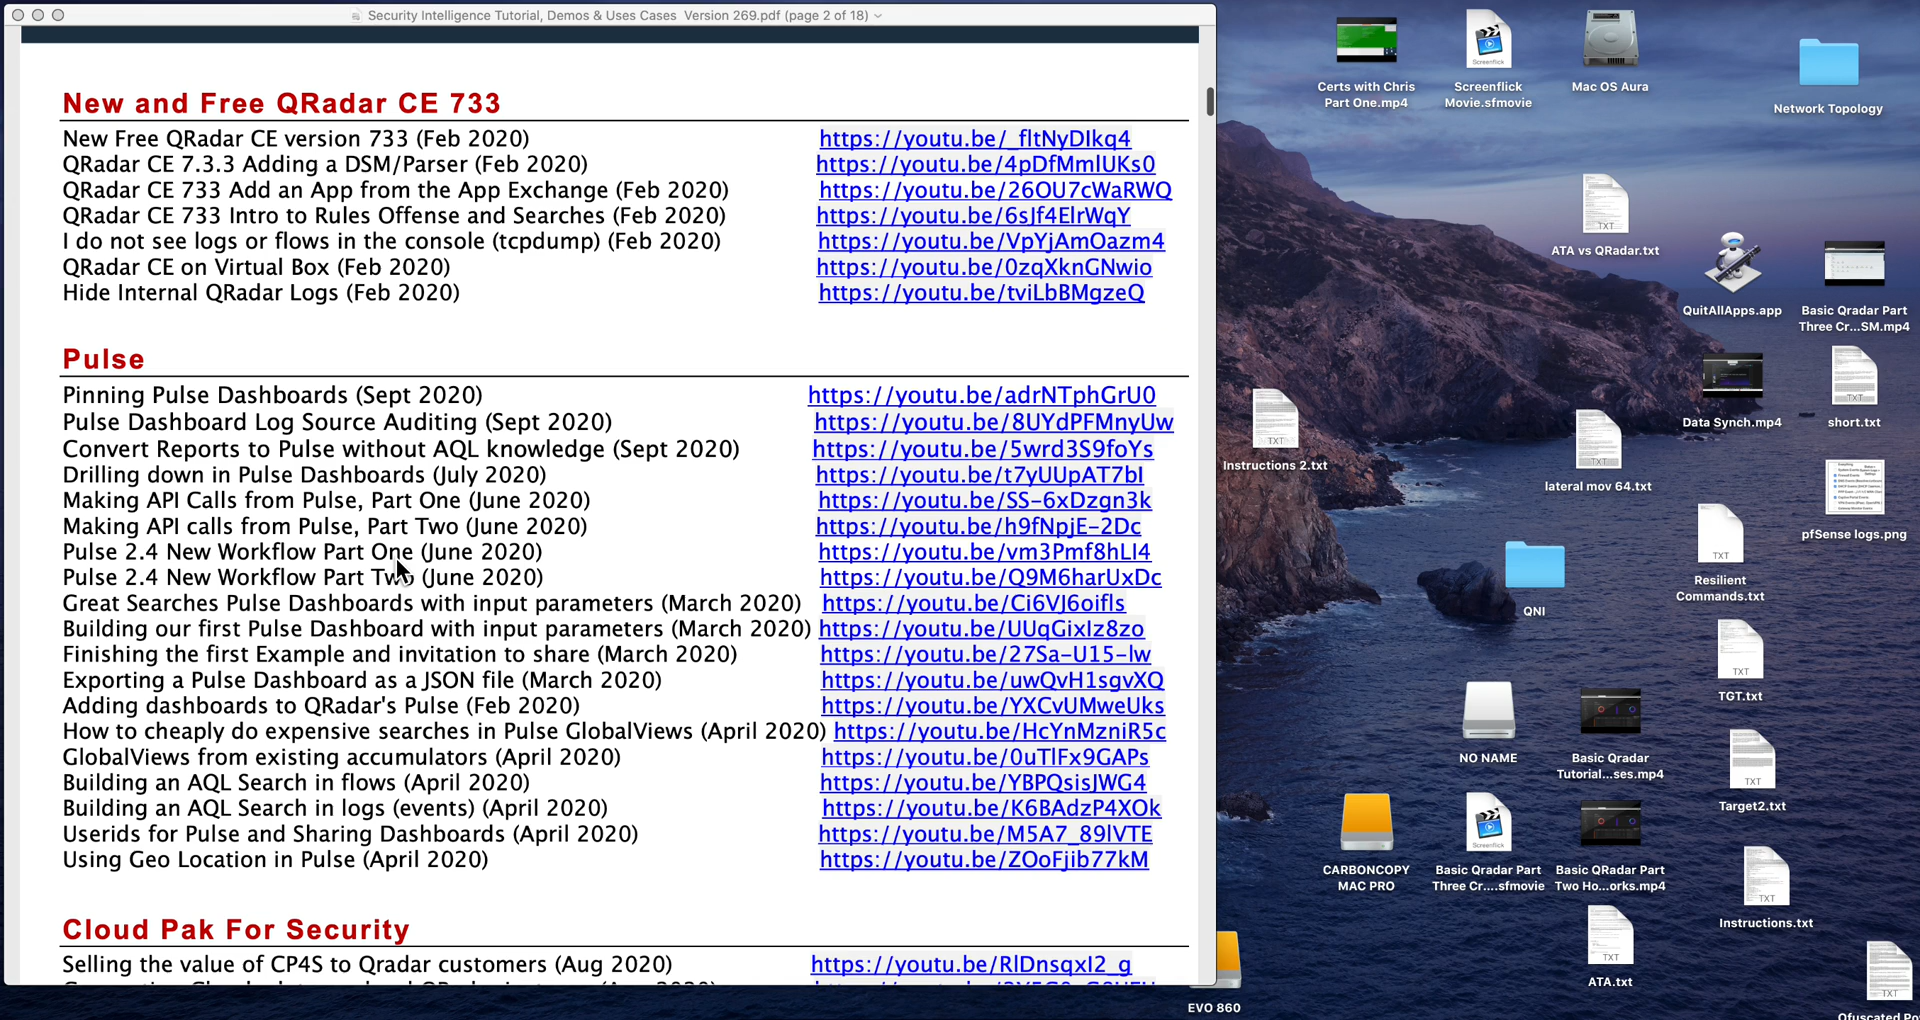 Security Intelligence Tutorial, Demos & Uses Cases Version 269.pdf (page 2 of 18)
New and Free QRadar CE 733
New Free QRadar CE version 733 (Feb 2020) https://youtu.be/_fltNyDIkq4
QRadar CE 7.3.3 Adding a DSM/Parser (Feb 2020) https://youtu.be/4pDfMmlUKs0
QRadar CE 733 Add an App from the App Exchange (Feb 2020) https://youtu.be/26OU7cWaRWQ
QRadar CE 733 Intro to Rules Offense and Searches (Feb 2020) https://youtu.be/6sJf4ElrWqY
I do not see logs or flows in the console (tcpdump) (Feb 2020) https://youtu.be/VpYjAmOazm4
QRadar CE on Virtual Box (Feb 2020) https://youtu.be/0zqXknGNwio
Hide Internal QRadar Logs (Feb 2020) https://youtu.be/tviLbBMgzeQ
Pulse
Pinning Pulse Dashboards (Sept 2020) https://youtu.be/adrNTphGrU0
Pulse Dashboard Log Source Auditing (Sept 2020) https://youtu.be/8UYdPFMnyUw
Convert Reports to Pulse without AQL knowledge (Sept 2020) https://youtu.be/5wrd3S9foYs
Drilling down in Pulse Dashboards (July 2020) https://youtu.be/t7yUUpAT7bI
Making API Calls from Pulse, Part One (June 2020) https://youtu.be/SS-6xDzgn3k
Making API calls from Pulse, Part Two (June 2020) https://youtu.be/h9fNpjE-2Dc
Pulse 2.4 New Workflow Part One (June 2020) https://youtu.be/vm3Pmf8hLI4
Pulse 2.4 New Workflow Part Two (June 2020) https://youtu.be/Q9M6harUxDc
Great Searches Pulse Dashboards with input parameters (March 2020) https://youtu.be/Ci6VJ6oifls
Building our first Pulse Dashboard with input parameters (March 2020) https://youtu.be/UUqGixIz8zo
Finishing the first Example and invitation to share (March 2020) https://youtu.be/27Sa-U15-lw
Exporting a Pulse Dashboard as a JSON file (March 2020) https://youtu.be/uwQvH1sgvXQ
Adding dashboards to QRadar's Pulse (Feb 2020) https://youtu.be/YXCvUMweUks
How to cheaply do expensive searches in Pulse GlobalViews (April 2020) https://youtu.be/HcYnMzniR5c
GlobalViews from existing accumulators (April 2020) https://youtu.be/0uTlFx9GAPs
Building an AQL Search in flows (April 2020) https://youtu.be/YBPQsisJWG4
Building an AQL Search in logs (events) (April 2020) https://youtu.be/K6BAdzP4XOk
Userids for Pulse and Sharing Dashboards (April 2020) https://youtu.be/M5A7_89lVTE
Using Geo Location in Pulse (April 2020) https://youtu.be/ZOoFjib77kM
Cloud Pak For Security
Selling the value of CP4S to Qradar customers (Aug 2020) https://youtu.be/RlDnsqxI2_g
Certs with Chris
Part One.mp4
Screenflick
Screenflick
Movie.sfmovie
Mac OS Aura
Network Topology
TXT
ATA vs QRadar.txt
QuitAllApps.app
Basic Qradar Part
Three Cr...SM.mp4
TXT
Instructions 2.txt
TXT
lateral mov 64.txt
Data Synch.mp4
TXT
short.txt
pfSense logs.png
QNI
TXT
Resilient
Commands.txt
TXT
TGT.txt
NO NAME
Basic Qradar
Tutorial...ses.mp4
TXT
Target2.txt
CARBONCOPY
MAC PRO
Screenflick
Basic Qradar Part
Three Cr....sfmovie
Basic QRadar Part
Two Ho...orks.mp4
TXT
Instructions.txt
TXT
ATA.txt
EVO 860
TXT